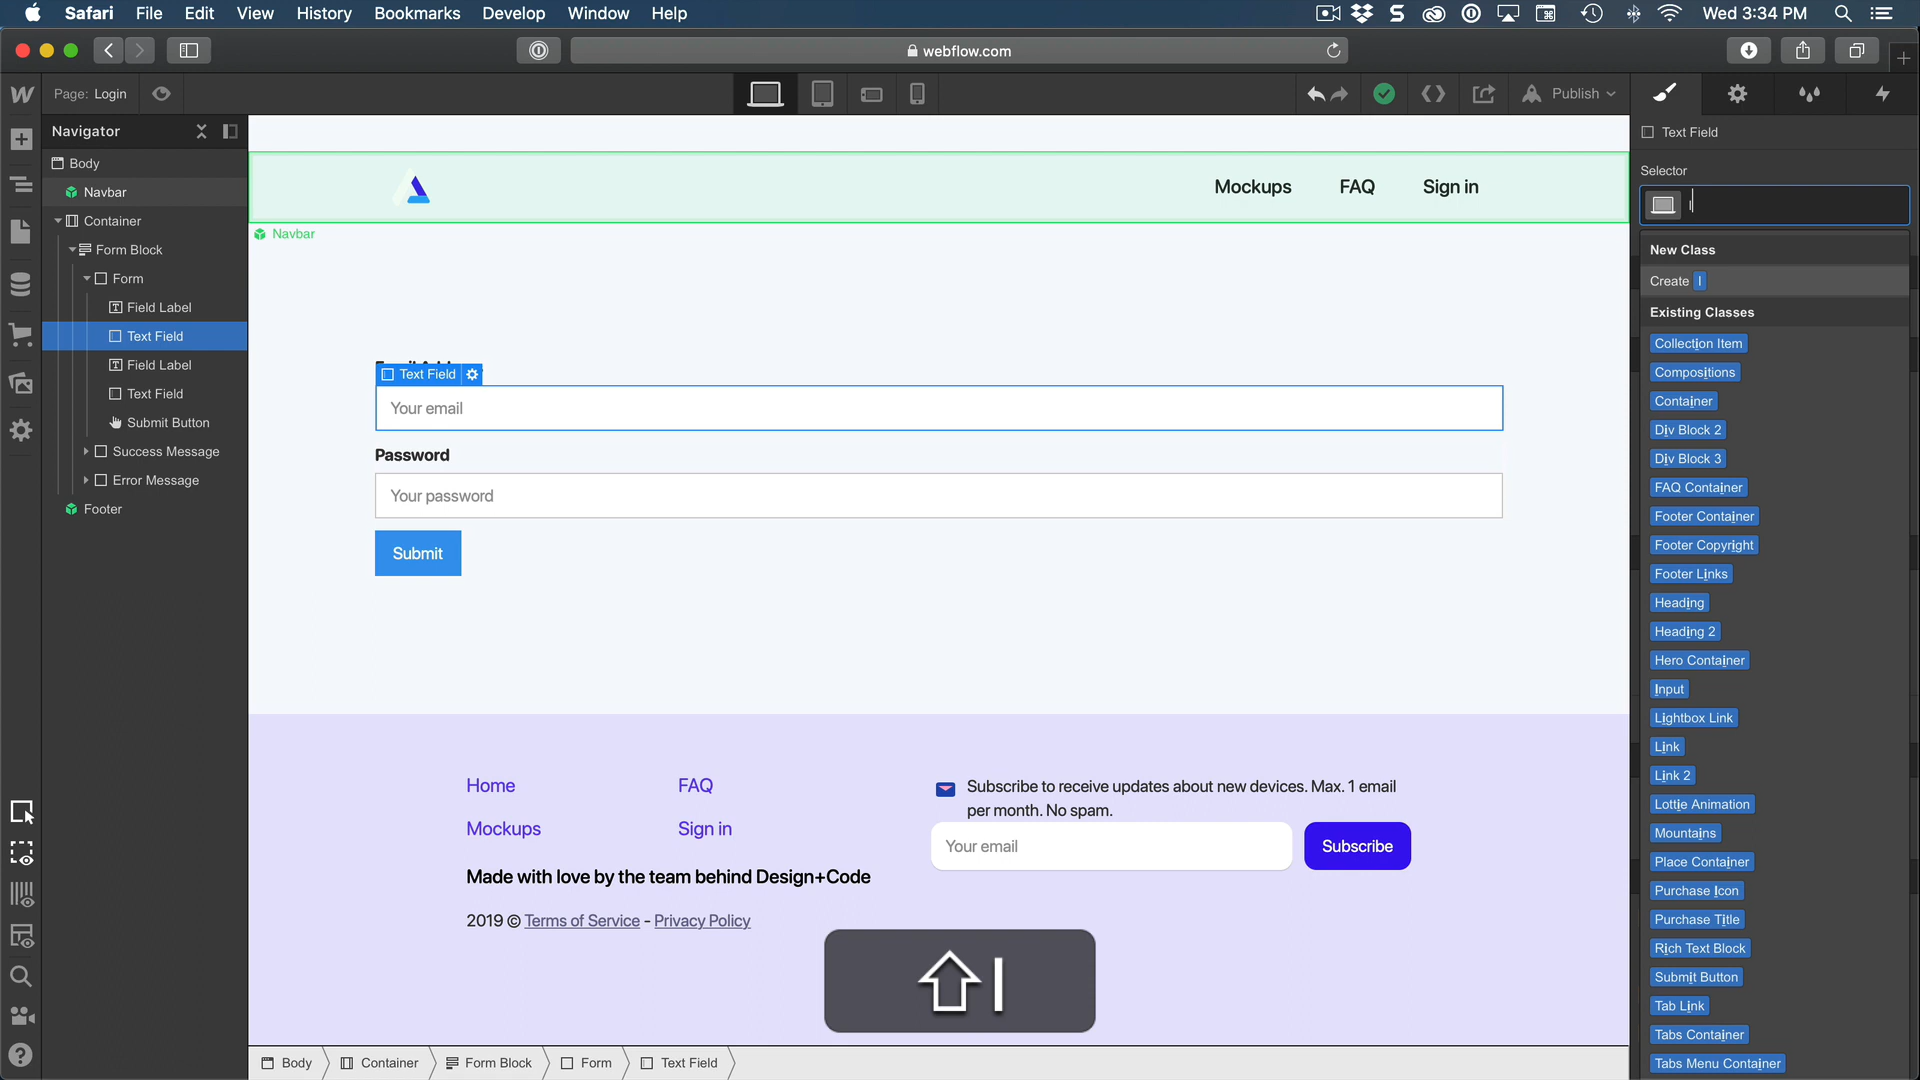 Safari File Edit View History Bookmarks Develop Window Help
Wed 3:34 PM
webflow.com
Page: Login
Publish
Navigator
Body
Navbar
Container
Form Block
Form
Field Label
Text Field
Field Label
Text Field
Submit Button
Success Message
Error Message
Footer
Mockups FAQ Sign in
Navbar
Text Field
Your email
Password
Your password
Submit
Home FAQ
Mockups Sign in
Made with love by the team behind Design+Code
2019 © Terms of Service - Privacy Policy
Subscribe to receive updates about new devices. Max. 1 email
per month. No spam.
Your email Subscribe
⇧I
Body Container Form Block Form Text Field
Text Field
Selector
I
New Class
Create I
Existing Classes
Collection Item
Compositions
Container
Div Block 2
Div Block 3
FAQ Container
Footer Container
Footer Copyright
Footer Links
Heading
Heading 2
Hero Container
Input
Lightbox Link
Link
Link 2
Lottie Animation
Mountains
Place Container
Purchase Icon
Purchase Title
Rich Text Block
Submit Button
Tab Link
Tabs Container
Tabs Menu Container